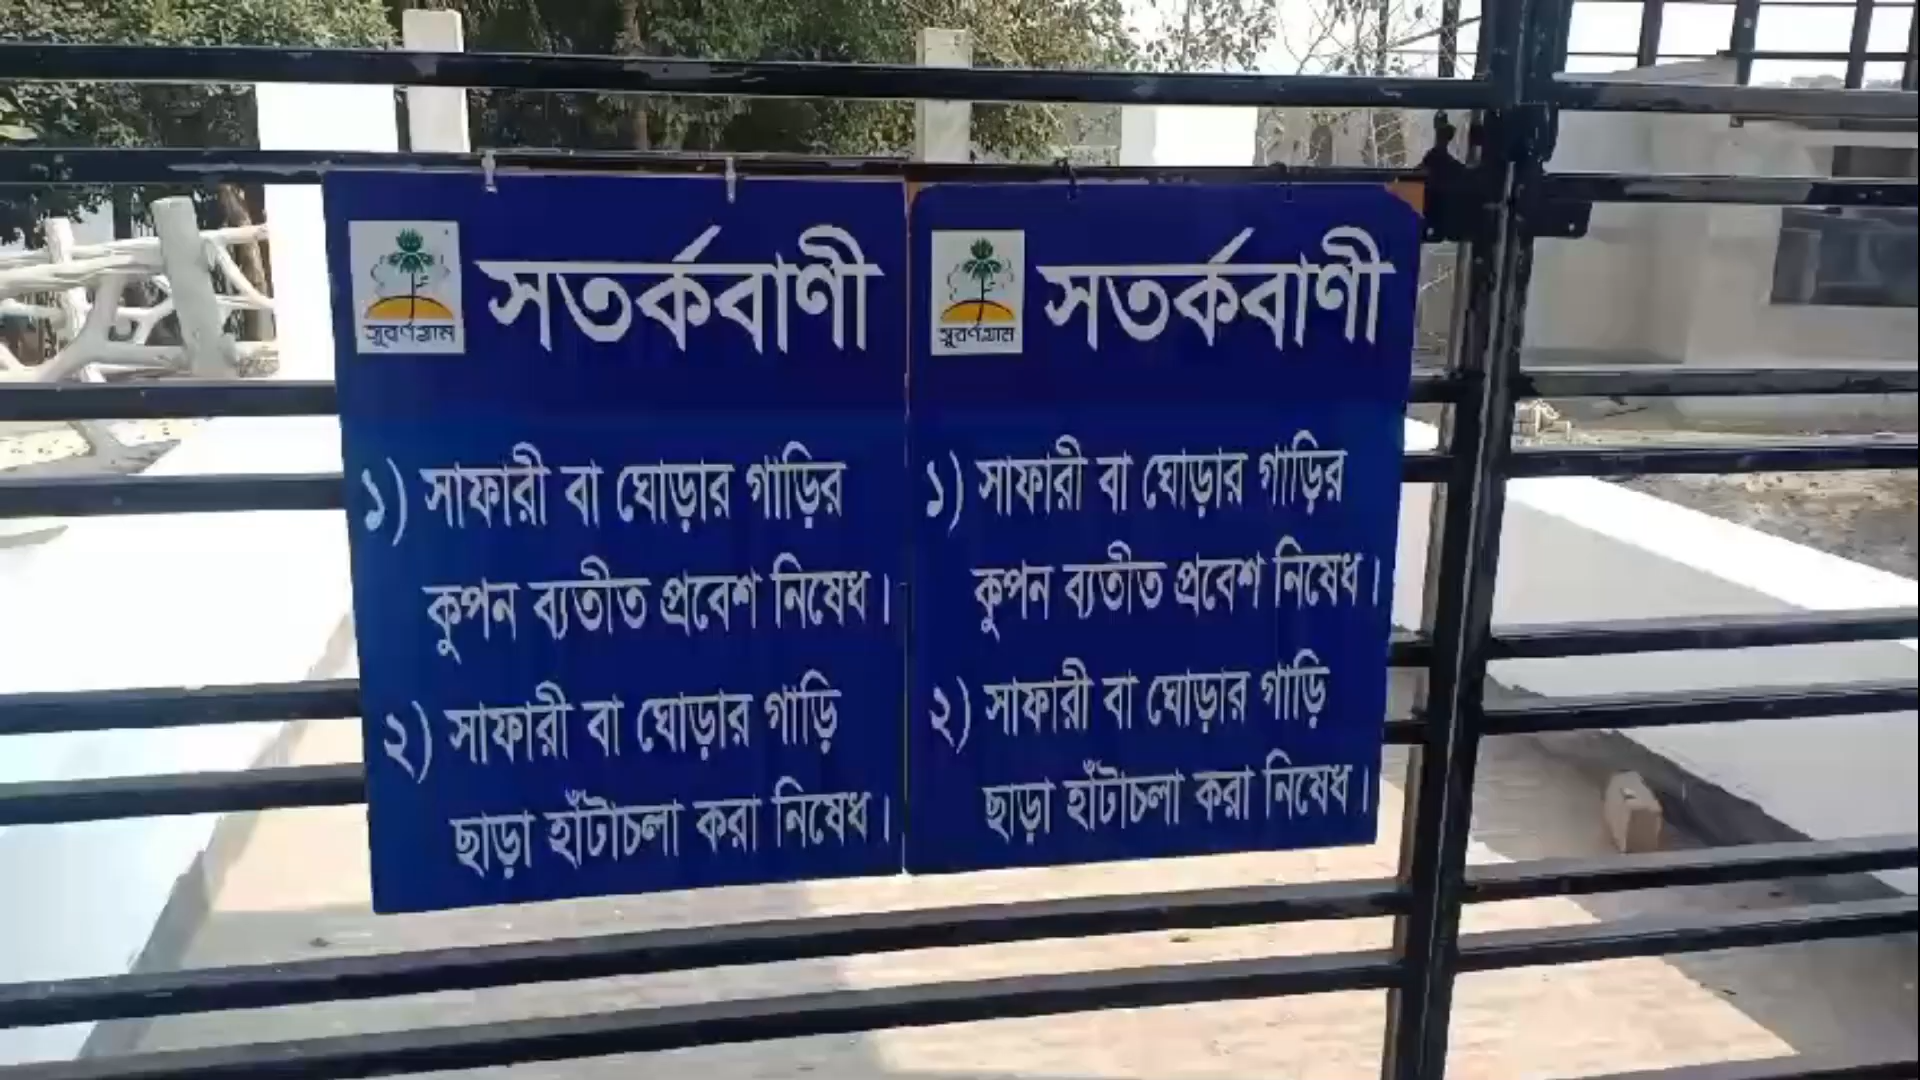 সুবর্ণগ্রাম
সতর্কবাণী
১) সাফারী বা ঘোড়ার গাড়ির
কুপন ব্যতীত প্রবেশ নিষেধ।
২) সাফারী বা ঘোড়ার গাড়ি
ছাড়া হাঁটাচলা করা নিষেধ।
সুবর্ণগ্রাম
সতর্কবাণী
১) সাফারী বা ঘোড়ার গাড়ির
কুপন ব্যতীত প্রবেশ নিষেধ।
২) সাফারী বা ঘোড়ার গাড়ি
ছাড়া হাঁটাচলা করা নিষেধ।